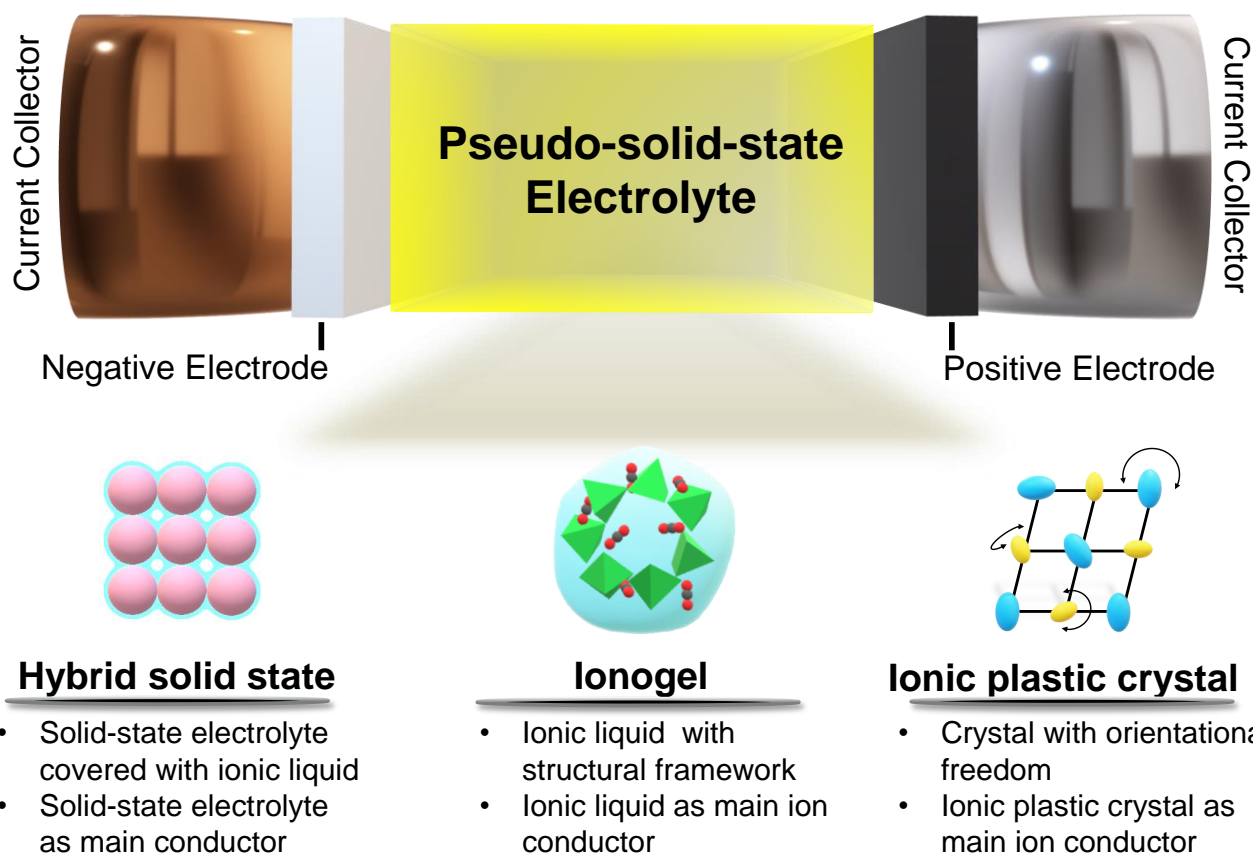 Current Collector
Pseudo-solid-state
Electrolyte
Current Collector
Negative Electrode
Positive Electrode
Hybrid solid state
• Solid-state electrolyte
covered with ionic liquid
• Solid-state electrolyte
as main conductor
Ionogel
• Ionic liquid with
structural framework
• Ionic liquid as main ion
conductor
Ionic plastic crystal
• Crystal with orientationa
freedom
• Ionic plastic crystal as
main ion conductor